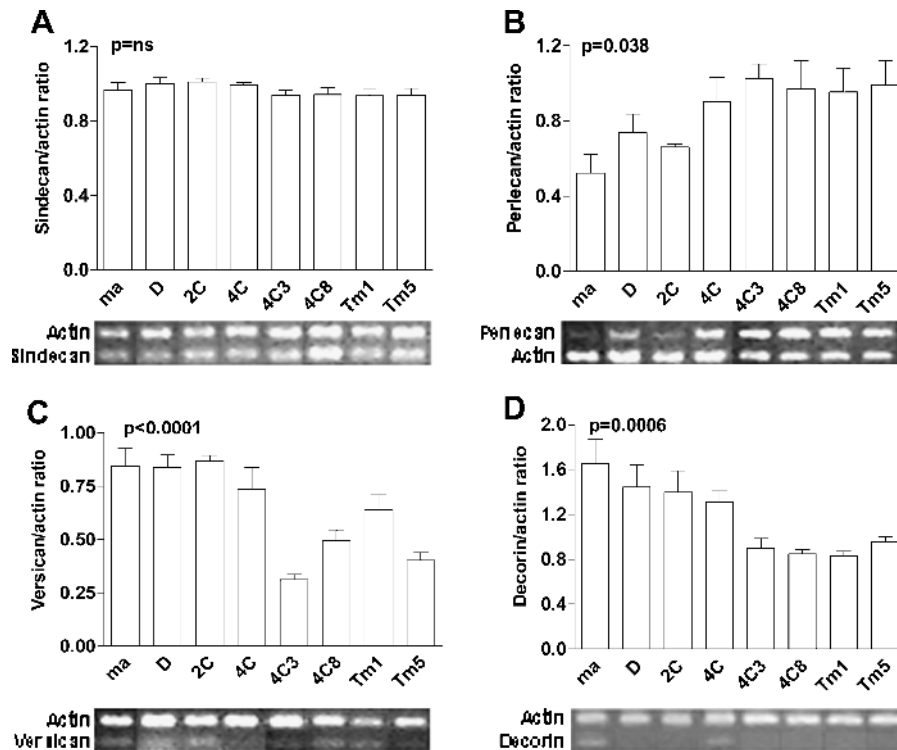 A
p=ns
1.2
0.8
0.4
0.0
Sindecan/actin ratio
ma D 2C 4C 4C3 4C8 Tm1 Tm5
Actin
Sindecan
B
p=0.038
1.2
0.8
0.4
0.0
Perlecan/actin ratio
ma D 2C 4C 4C3 4C8 Tm1 Tm5
Perlecan
Actin
C
p<0.0001
1.00
0.75
0.50
0.25
0.00
Versican/actin ratio
ma D 2C 4C 4C3 4C8 Tm1 Tm5
Actin
Versican
D
p=0.0006
2.0
1.6
1.2
0.8
0.4
0.0
Decorin/actin ratio
ma D 2C 4C 4C3 4C8 Tm1 Tm5
Actin
Decorin